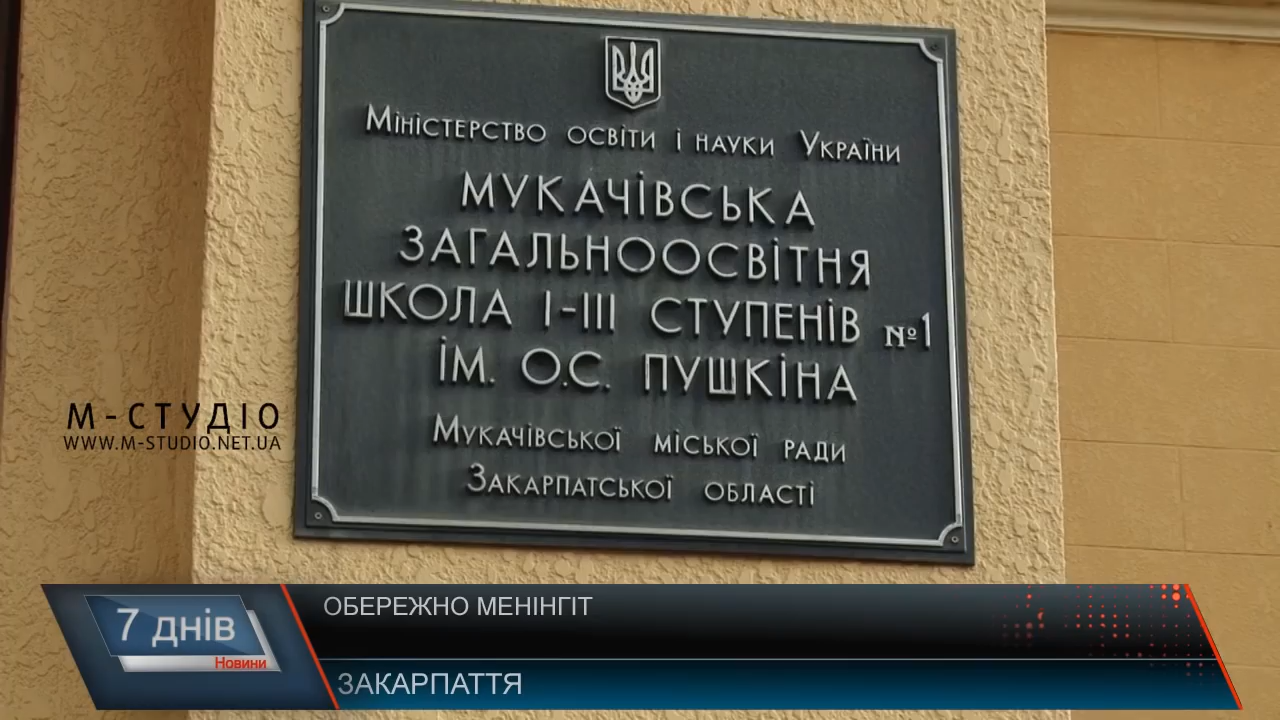 Міністерство освіти і науки України
МУКАЧІВСЬКА
ЗАГАЛЬНООСВІТНЯ
ШКОЛА І-ІІІ СТУПЕНІВ №1
ІМ. О.С. ПУШКІНА
Мукачівської міської ради
Закарпатської області
М-СТУДІО
WWW.M-STUDIO.NET.UA
7 днів
Новини
ОБЕРЕЖНО МЕНІНГІТ
ЗАКАРПАТТЯ